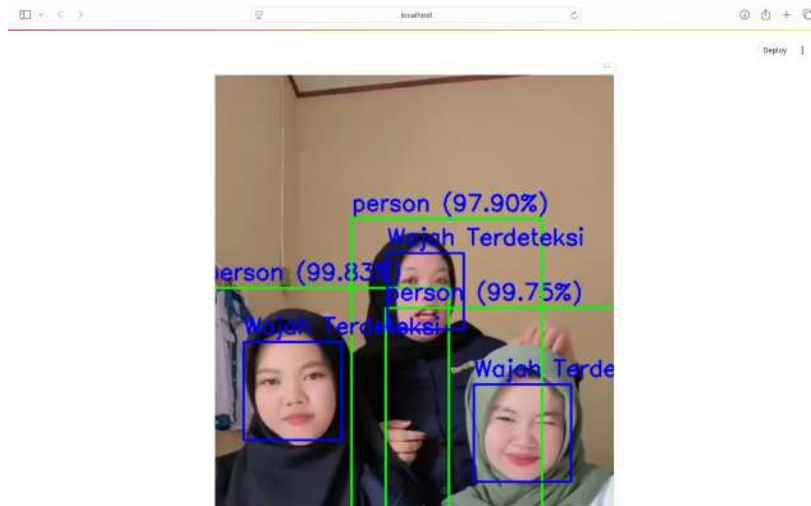 localhost
Deploy
person (97.90%)
Wajah Terdeteksi
person (99.83%)
person (99.75%)
Wajah Terdeteksi
Wajah Terde